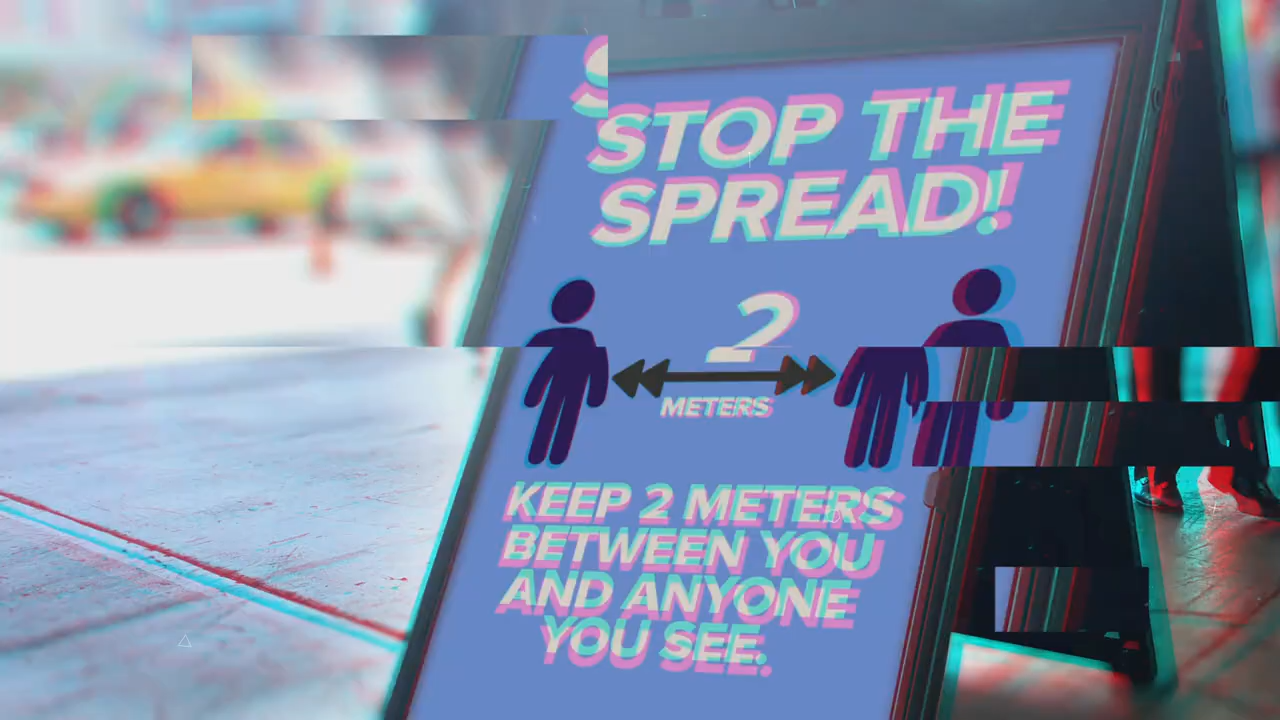 STOP THE
SPREAD!
2
METERS
KEEP 2 METERS
BETWEEN YOU
AND ANYONE
YOU SEE.